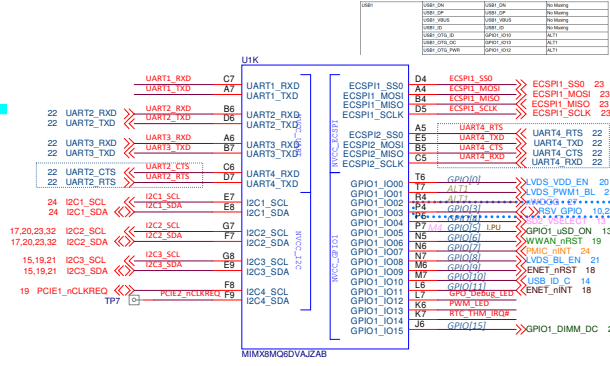 USB1 USB1_DN USB1_DN No Muxing
USB1_DP USB1_DP No Muxing
USB1_VBUS USB1_VBUS No Muxing
USB1_ID USB1_ID No Muxing
USB1_OTG_ID GPIO1_IO10 ALT1
USB1_OTG_OC GPIO1_IO13 ALT1
USB1_OTG_PWR GPIO1_IO12 ALT1
U1K
UART1_RXD C7 UART1_RXD
UART1_TXD A7 UART1_TXD
22 UART2_RXD B6 UART2_RXD
22 UART2_TXD D6 UART2_TXD
22 UART3_RXD UART3_RXD A6 UART3_RXD
22 UART3_TXD UART3_TXD B7 UART3_TXD
22 UART2_CTS UART2_CTS C6 UART4_RXD
22 UART2_RTS UART2_RTS D7 UART4_TXD
24 I2C1_SCL I2C1_SCL E7 I2C1_SCL
24 I2C1_SDA I2C1_SDA E8 I2C1_SDA
17,20,23,32 I2C2_SCL G7 I2C2_SCL
17,20,23,32 I2C2_SDA F7 I2C2_SDA
15,19,21 I2C3_SCL G8 I2C3_SCL
15,19,21 I2C3_SDA E9 I2C3_SDA
19 PCIE1_nCLKREQ F8 I2C4_SCL
TP7 PCIE2_nCLKREQ F9 I2C4_SDA
NVCC_I2C
NVCC_ECSPI
NVCC_GPIO1
ECSPI1_SS0 D4 ECSPI1_SS0 ECSPI1_SS0 23
ECSPI1_MOSI A4 ECSPI1_MOSI ECSPI1_MOSI 23
ECSPI1_MISO B4 ECSPI1_MISO ECSPI1_MISO 23
ECSPI1_SCLK D5 ECSPI1_SCLK ECSPI1_SCLK 23
ECSPI2_SS0 A5 UART4_RTS UART4_RTS 22
ECSPI2_MOSI E5 UART4_TXD UART4_TXD 22
ECSPI2_MISO B5 UART4_CTS UART4_CTS 22
ECSPI2_SCLK C5 UART4_RXD UART4_RXD 22
GPIO1_IO00 T6 GPIO[0] LVDS_VDD_EN 20
GPIO1_IO01 T7 ALT1 LVDS_PWM1_BL
GPIO1_IO02 R4 ALT1
GPIO1_IO03 P4 GPIO[3] RSV_GPIO 10,2
GPIO1_IO04
GPIO1_IO05 P7 GPIO[5] I.PU GPIO1_uSD_ON 13
GPIO1_IO06 N5 GPIO[6] WWAN_nRST 19
GPIO1_IO07 N6 GPIO[7] PMIC_nINT 24
GPIO1_IO08 N7 GPIO[8] LVDS_BL_EN 21
GPIO1_IO09 M6 GPIO[9] ENET_nRST 18
GPIO1_IO10 M7 GPIO[10] USB_ID_C 14
GPIO1_IO11 L6 GPIO[11] ENET_nINT 18
GPIO1_IO12 L7 GPO_Debug_LED
GPIO1_IO13 K6 PWM_LED
GPIO1_IO14 K7 RTC_THM_IRQ#
GPIO1_IO15 J6 GPIO[15] GPIO1_DIMM_DC
MIMX8MQ6DVAJZAB